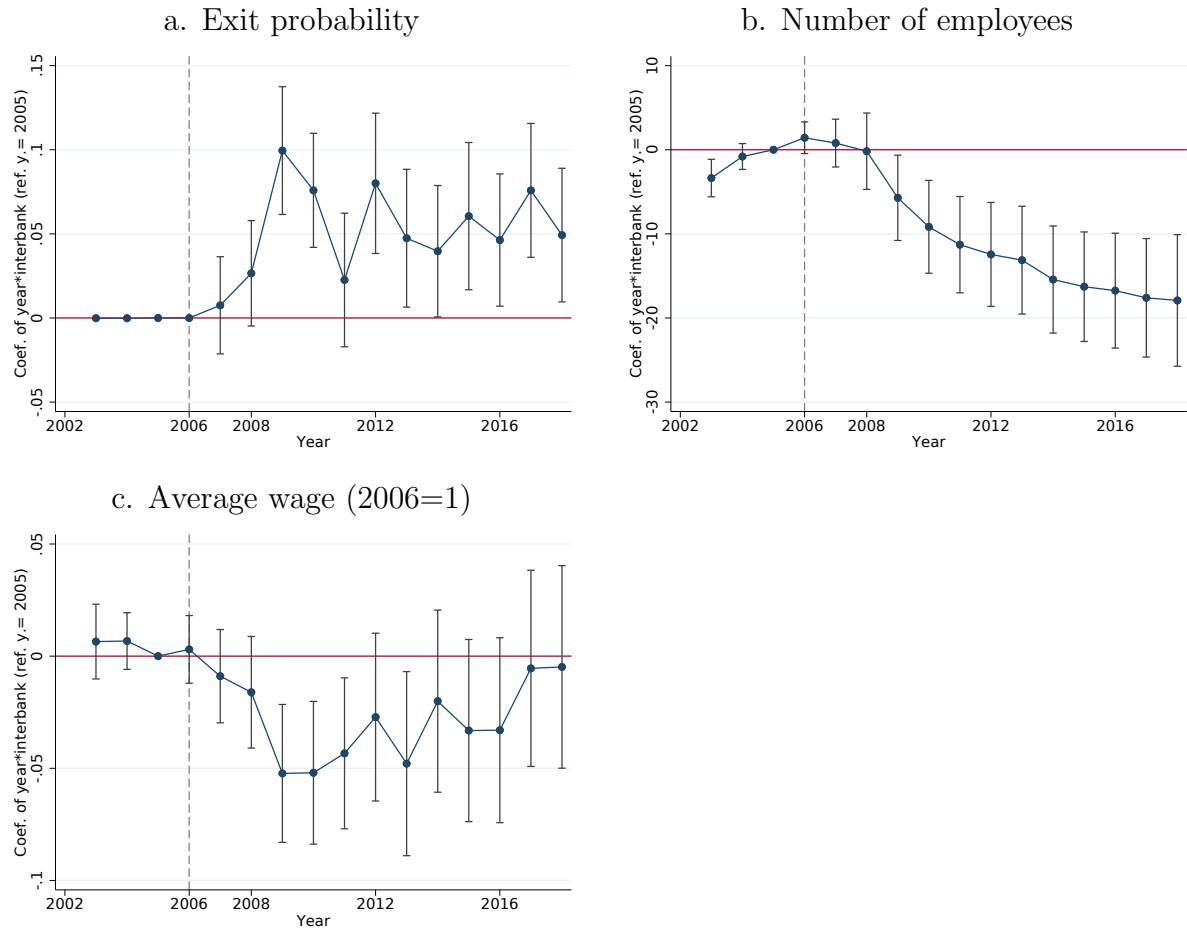 a. Exit probability
Coef. of year*interbank (ref. y.= 2005)
.15
.1
.05
0
-.05
2002 2006 2008 2012 2016
Year
b. Number of employees
Coef. of year*interbank (ref. y.= 2005)
10
0
-10
-20
-30
2002 2006 2008 2012 2016
Year
c. Average wage (2006=1)
Coef. of year*interbank (ref. y.= 2005)
.05
0
-.05
-.1
2002 2006 2008 2012 2016
Year